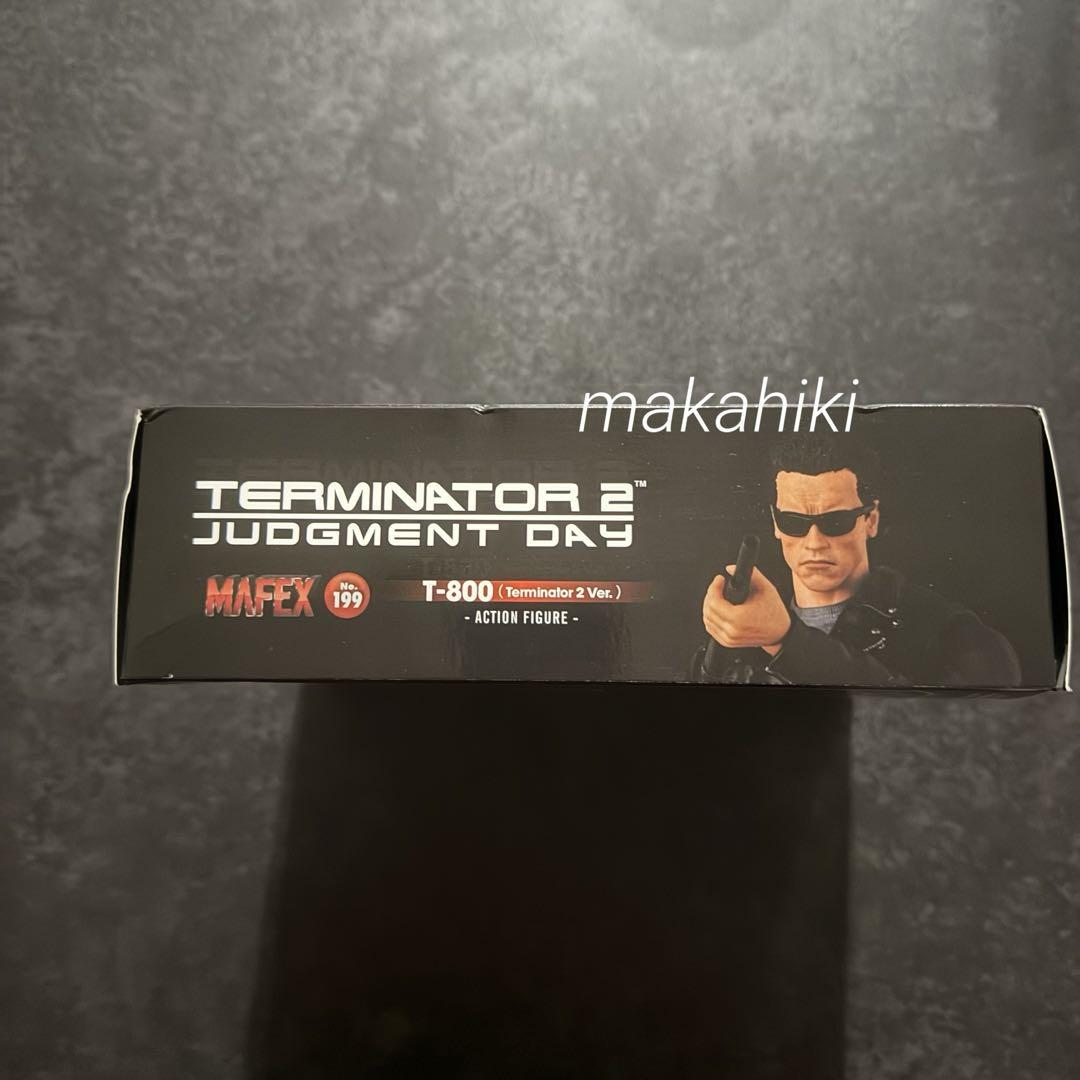 makahiki
TERMINATOR 2™
JUDGMENT DAY
MAFEX No. 199
T-800 (Terminator 2 Ver.)
- ACTION FIGURE -